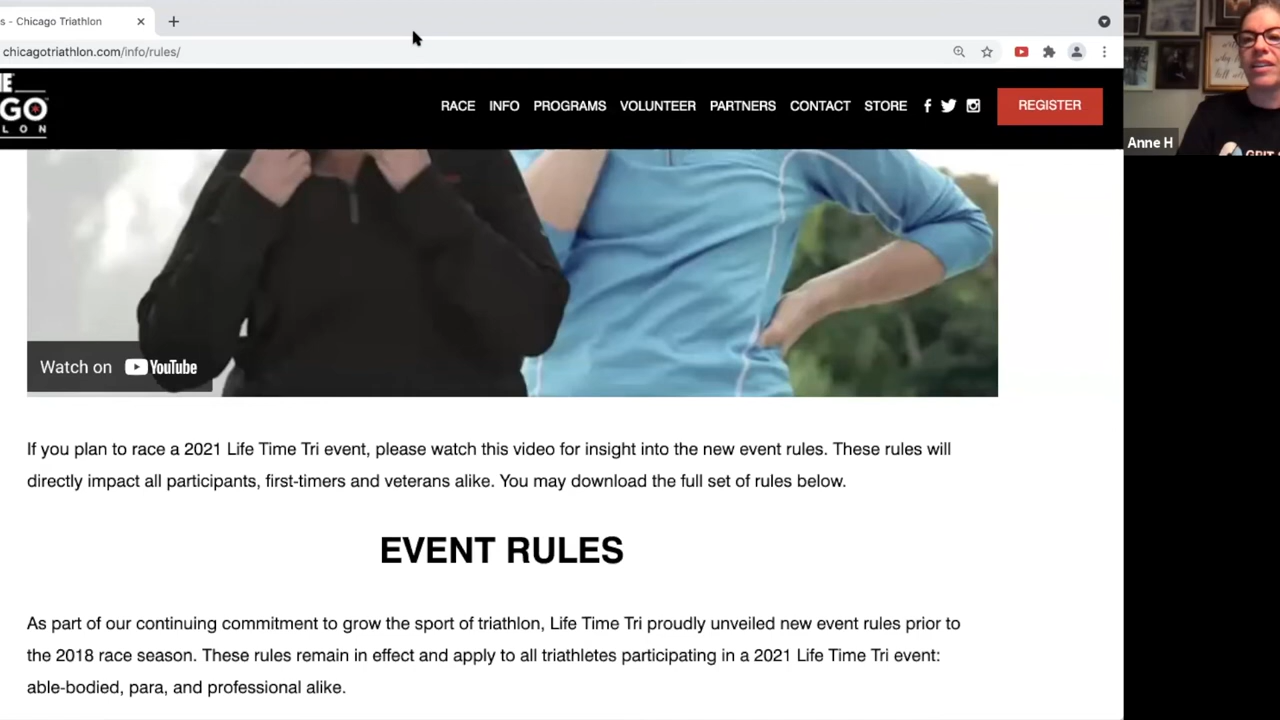 s - Chicago Triathlon
chicagotriathlon.com/info/rules/
RACE INFO PROGRAMS VOLUNTEER PARTNERS CONTACT STORE REGISTER
GO
LON
Anne H
Watch on YouTube
If you plan to race a 2021 Life Time Tri event, please watch this video for insight into the new event rules. These rules will
directly impact all participants, first-timers and veterans alike. You may download the full set of rules below.
EVENT RULES
As part of our continuing commitment to grow the sport of triathlon, Life Time Tri proudly unveiled new event rules prior to
the 2018 race season. These rules remain in effect and apply to all triathletes participating in a 2021 Life Time Tri event:
able-bodied, para, and professional alike.